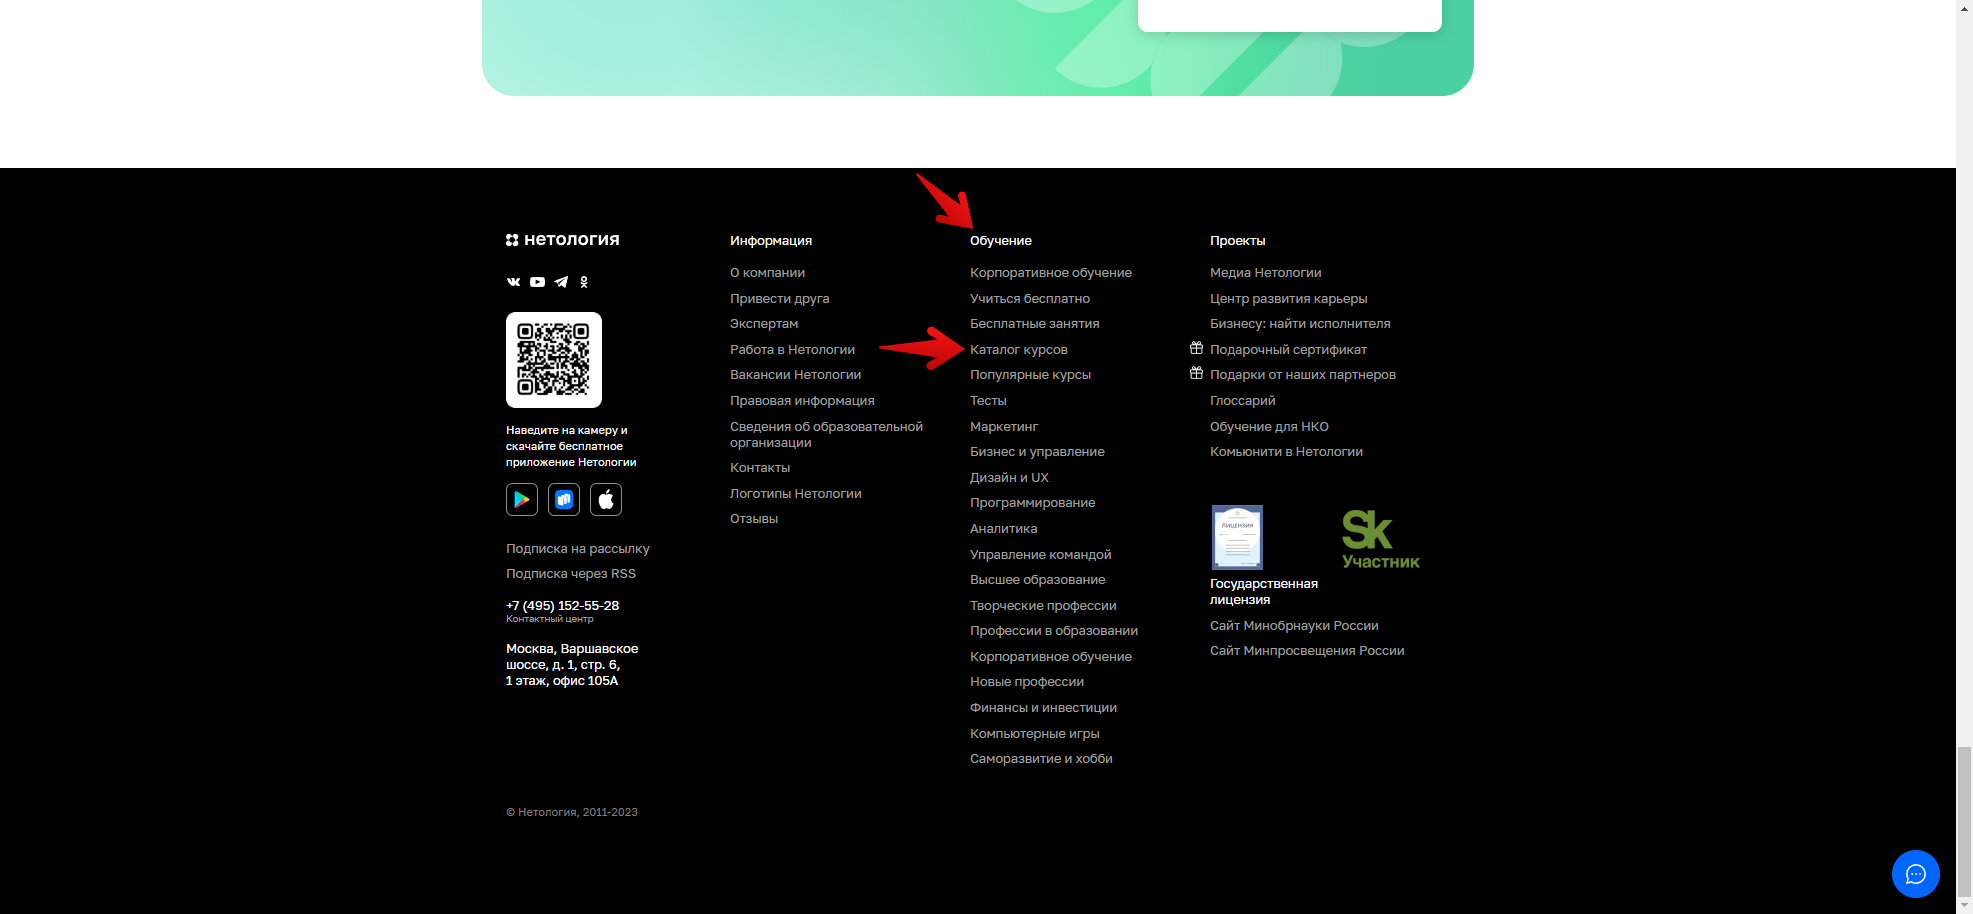 нетология
Наведите на камеру и
скачайте бесплатное
приложение Нетологии
Подписка на рассылку
Подписка через RSS
+7 (495) 152-55-28
Контактный центр
Москва, Варшавское
шоссе, д. 1, стр. 6,
1 этаж, офис 105А
Информация
О компании
Привести друга
Экспертам
Работа в Нетологии
Вакансии Нетологии
Правовая информация
Сведения об образовательной
организации
Контакты
Логотипы Нетологии
Отзывы
Обучение
Корпоративное обучение
Учиться бесплатно
Бесплатные занятия
Каталог курсов
Популярные курсы
Тесты
Маркетинг
Бизнес и управление
Дизайн и UX
Программирование
Аналитика
Управление командой
Высшее образование
Творческие профессии
Профессии в образовании
Корпоративное обучение
Новые профессии
Финансы и инвестиции
Компьютерные игры
Саморазвитие и хобби
Проекты
Медиа Нетологии
Центр развития карьеры
Бизнесу: найти исполнителя
Подарочный сертификат
Подарки от наших партнеров
Глоссарий
Обучение для НКО
Комьюнити в Нетологии
ЛИЦЕНЗИЯ
Sk
Участник
Государственная
лицензия
Сайт Минобрнауки России
Сайт Минпросвещения России
© Нетология, 2011-2023